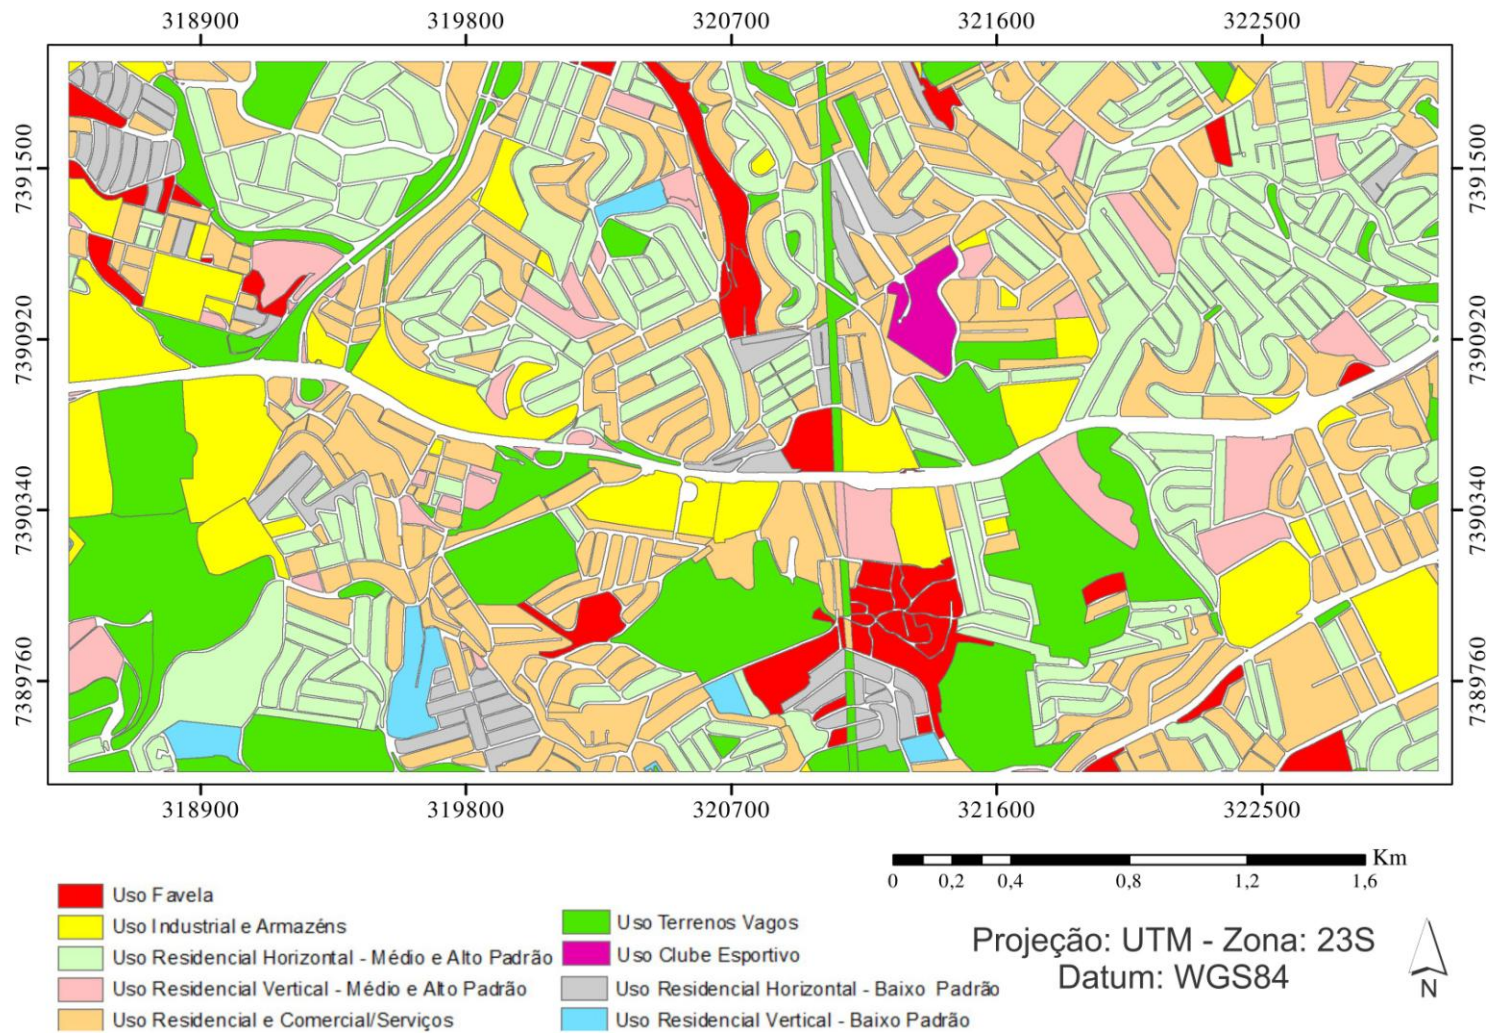 318900 319800 320700 321600 322500
7391500 7391500
7390920 7390920
7390340 7390340
7389760 7389760
318900 319800 320700 321600 322500
Km
0 0,2 0,4 0,8 1,2 1,6
Uso Favela
Uso Industrial e Armazéns
Uso Residencial Horizontal - Médio e Alto Padrão
Uso Residencial Vertical - Médio e Alto Padrão
Uso Residencial e Comercial/Serviços
Uso Terrenos Vagos
Uso Clube Esportivo
Uso Residencial Horizontal - Baixo Padrão
Uso Residencial Vertical - Baixo Padrão
Projeção: UTM - Zona: 23S
Datum: WGS84
N